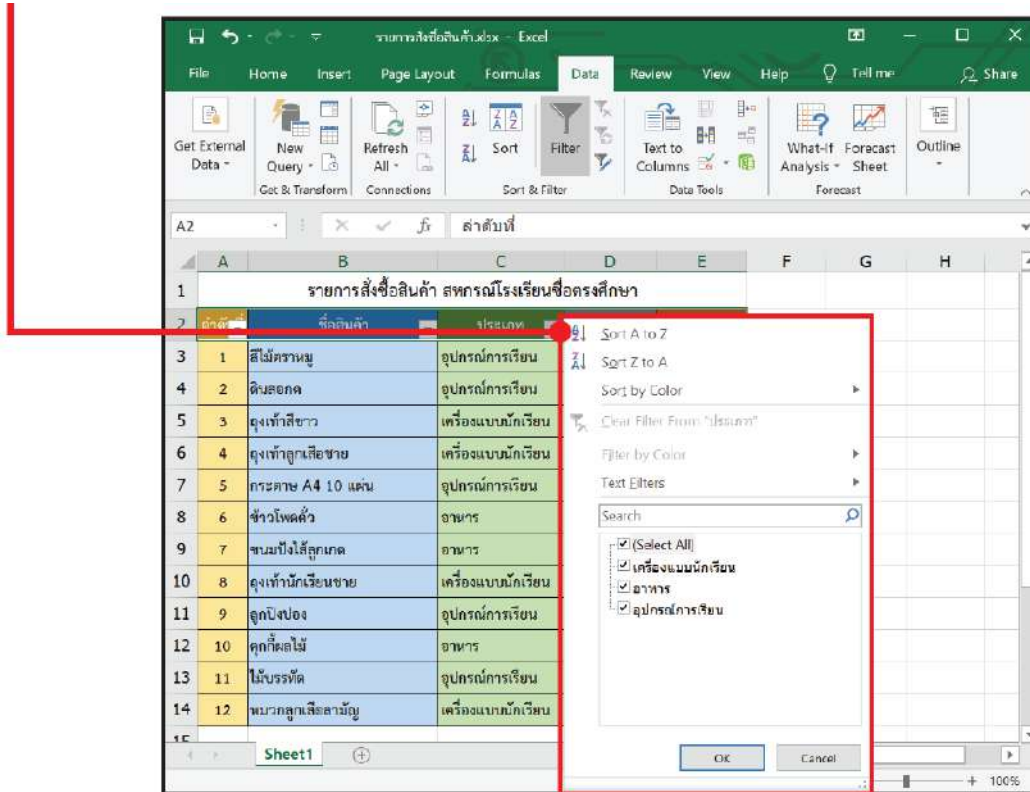 รายการสั่งซื้อสินค้า.xlsx - Excel
File Home Insert Page Layout Formulas Data Review View Help Tell me Share
Get External Data
New Query
Refresh All
Sort
Filter
Text to Columns
What-If Analysis
Forecast Sheet
Outline
Get & Transform Connections Sort & Filter Data Tools Forecast
A2 fx ลำดับที่
A B C D E F G H
1 รายการสั่งซื้อสินค้า สหกรณ์โรงเรียนซื่อตรงศึกษา
2 ลำดับที่ ชื่อสินค้า ประเภท
3 1 สีไม้ตราหมู อุปกรณ์การเรียน
4 2 ดินสอกด อุปกรณ์การเรียน
5 3 ถุงเท้าสีขาว เครื่องแบบนักเรียน
6 4 ถุงเท้าลูกเสือชาย เครื่องแบบนักเรียน
7 5 กระดาษ A4 10 แผ่น อุปกรณ์การเรียน
8 6 ข้าวโพดคั่ว อาหาร
9 7 ขนมปังไส้ลูกเกด อาหาร
10 8 ถุงเท้านักเรียนชาย เครื่องแบบนักเรียน
11 9 ลูกปิงปอง อุปกรณ์การเรียน
12 10 คุกกี้ผลไม้ อาหาร
13 11 ไม้บรรทัด อุปกรณ์การเรียน
14 12 หมวกลูกเสือสามัญ เครื่องแบบนักเรียน
15
Sort A to Z
Sort Z to A
Sort by Color
Clear Filter From "ประเภท"
Filter by Color
Text Filters
Search
(Select All)
เครื่องแบบนักเรียน
อาหาร
อุปกรณ์การเรียน
OK Cancel
Sheet1
100%